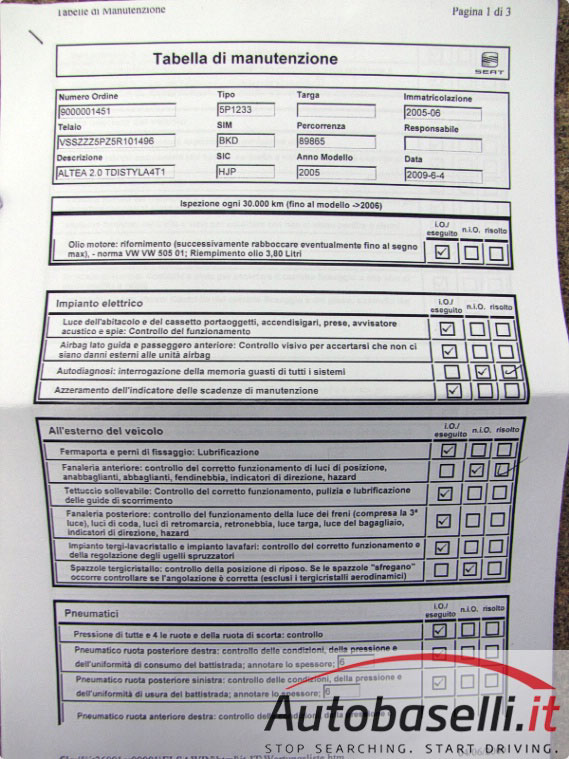 Tabelle di Manutenzione
Pagina 1 di 3
Tabella di manutenzione
SEAT
Numero Ordine Tipo Targa Immatricolazione
9000001451 5P1233 2005-06
Telaio SIM Percorrenza Responsabile
VSSZZZ5PZ5R101496 BKD 89865
Descrizione SIC Anno Modello Data
ALTEA 2.0 TDISTYLA4T1 HJP 2005 2009-6-4
Ispezione ogni 30.000 km (fino al modello ->2006)
i.O./ eseguito n.i.O. risolto
Olio motore: rifornimento (successivamente rabboccare eventualmente fino al segno
max), - norma VW VW 505 01; Riempimento olio 3,80 Litri
Impianto elettrico
i.O./ eseguito n.i.O. risolto
Luce dell'abitacolo e del cassetto portaoggetti, accendisigari, prese, avvisatore
acustico e spie: Controllo del funzionamento
Airbag lato guida e passeggero anteriore: Controllo visivo per accertarsi che non ci
siano danni esterni alle unità airbag
Autodiagnosi: interrogazione della memoria guasti di tutti i sistemi
Azzeramento dell'indicatore delle scadenze di manutenzione
All'esterno del veicolo
i.O./ eseguito n.i.O. risolto
Fermaporta e perni di fissaggio: Lubrificazione
Fanaleria anteriore: controllo del corretto funzionamento di luci di posizione,
anabbaglianti, abbaglianti, fendinebbia, indicatori di direzione, hazard
Tettuccio sollevabile: Controllo del corretto funzionamento, pulizia e lubrificazione
delle guide di scorrimento
Fanaleria posteriore: controllo del funzionamento della luce dei freni (compresa la 3ª
luce), luci di coda, luci di retromarcia, retronebbia, luce targa, luce del bagagliaio,
indicatori di direzione, hazard
Impianto tergi-lavacristallo e impianto lavafari: controllo del corretto funzionamento e
della regolazione degli ugelli spruzzatori
Spazzole tergicristallo: controllo della posizione di riposo. Se le spazzole "sfregano"
occorre controllare se l'angolazione è corretta (esclusi i tergicristalli aerodinamici)
Pneumatici
i.O./ eseguito n.i.O. risolto
Pressione di tutte e 4 le ruote e della ruota di scorta: controllo
Pneumatico ruota posteriore destra: controllo delle condizioni, della pressione e
dell'uniformità di consumo del battistrada; annotare lo spessore; 6
Pneumatico ruota posteriore sinistra: controllo delle condizioni, della pressione e
dell'uniformità di usura del battistrada; annotare lo spessore; 6
Pneumatico ruota anteriore destra: controllo delle condizioni, della pressione e
Autobaselli.it
STOP SEARCHING. START DRIVING.